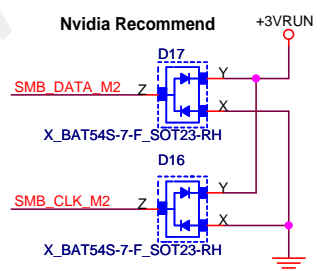 Nvidia Recommend
+3VRUN
D17
SMB_DATA_M2
Z
Y
X
X_BAT54S-7-F_SOT23-RH
D16
SMB_CLK_M2
Z
Y
X
X_BAT54S-7-F_SOT23-RH